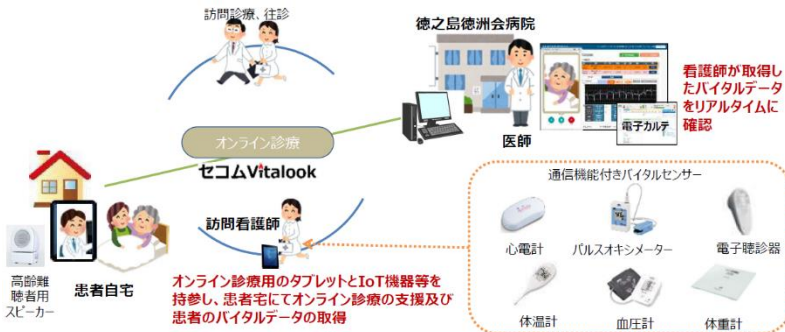 訪問診療、往診
徳之島徳洲会病院
医師
電子カルテ
看護師が取得し
たバイタルデータ
をリアルタイムに
確認
オンライン診療
セコムVitalook
訪問看護師
高齢難
聴者用
スピーカー
患者自宅
オンライン診療用のタブレットとIoT機器等を
持参し、患者宅にてオンライン診療の支援及び
患者のバイタルデータの取得
通信機能付きバイタルセンサー
心電計
パルスオキシメーター
電子聴診器
体温計
血圧計
体重計